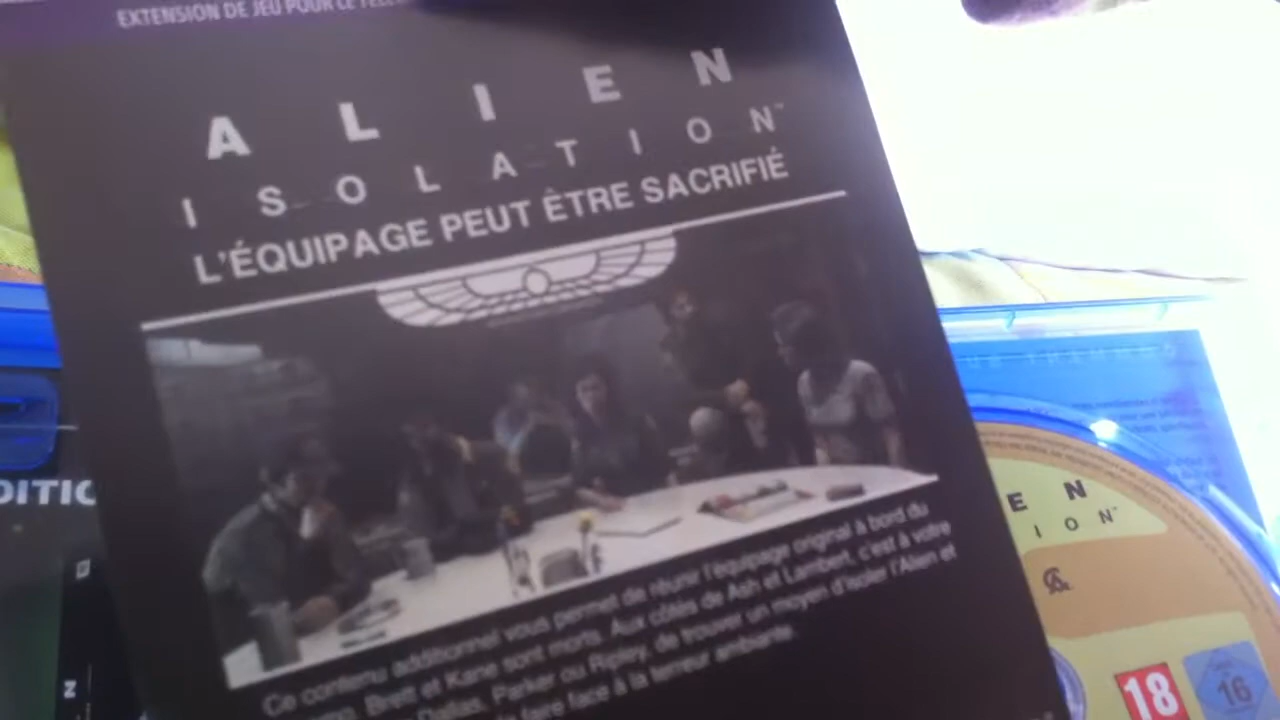 EXTENSION DE JEU POUR LE
ALIEN
ISOLATION™
L'ÉQUIPAGE PEUT ÊTRE SACRIFIÉ
Ce contenu additionnel vous permet de réunir l'équipage original à bord du
Brett et Kane sont morts. Aux côtés de Ash et Lambert, c'est à votre
Dallas, Parker ou Ripley, de trouver un moyen d'isoler l'Alien et
faire face à la terreur ambiante.
DITIO
EN
ION™
18
16